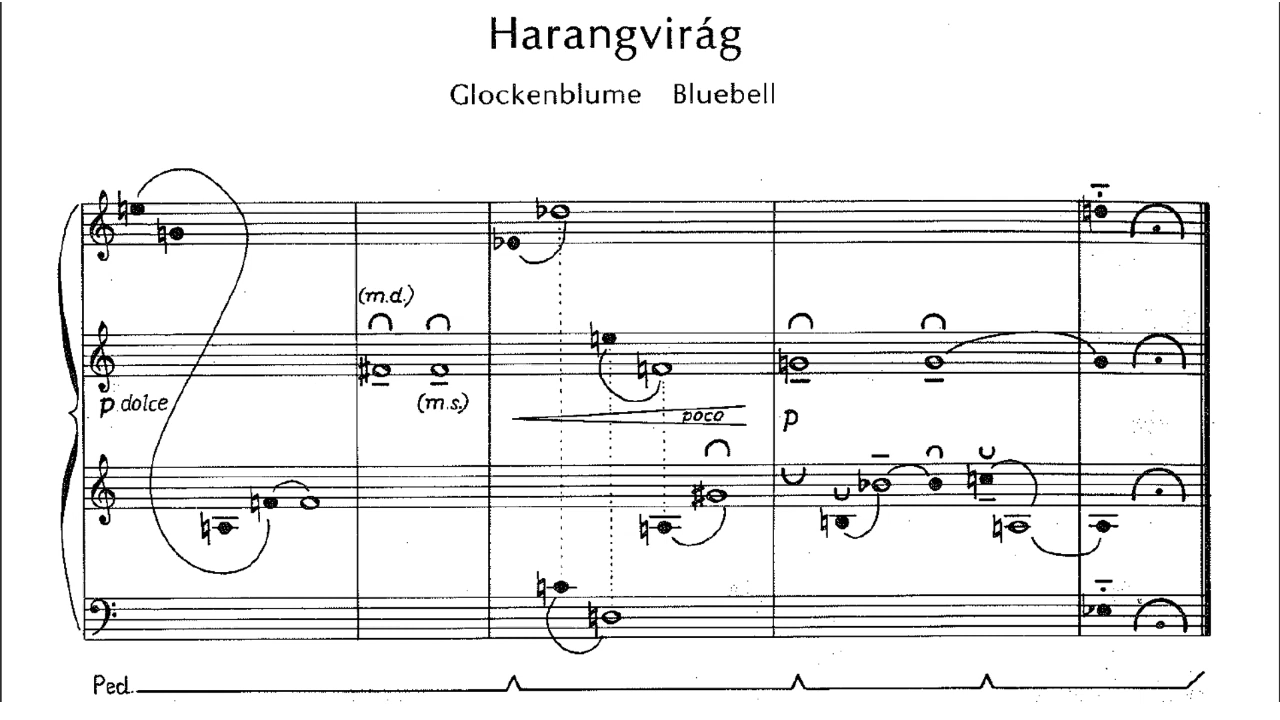 Harangvirág
Glockenblume Bluebell
(m.d.)
p dolce
(m.s.)
poco
p
Ped.